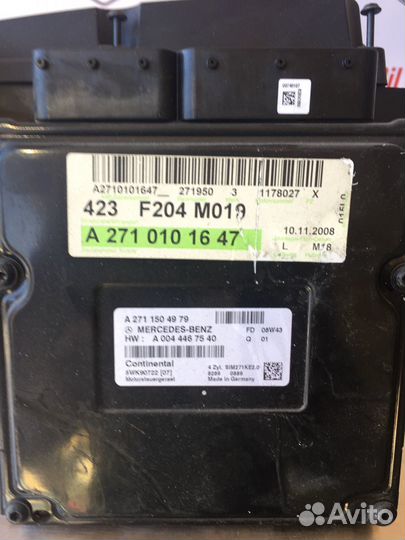 A2710101647__ 271950 3 1178027 X
423 F204 M019
10.11.2008
A 271 010 16 47
L M18
A 271 150 49 79
MERCEDES-BENZ
FD 08W43
HW : A 004 446 75 40
Q 01
Continental
5WK90722 [07]
Motorsteuergeraet
4 Zyl. SIM271KE2.0
Made in Germany
Avito